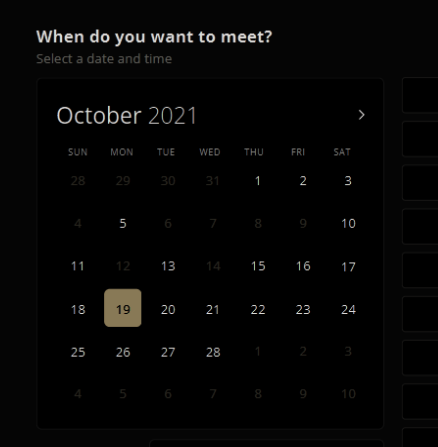 When do you want to meet?
Select a date and time
October 2021
SUN MON TUE WED THU FRI SAT
28 29 30 31 1 2 3
4 5 6 7 8 9 10
11 12 13 14 15 16 17
18 19 20 21 22 23 24
25 26 27 28 1 2 3
4 5 6 7 8 9 10